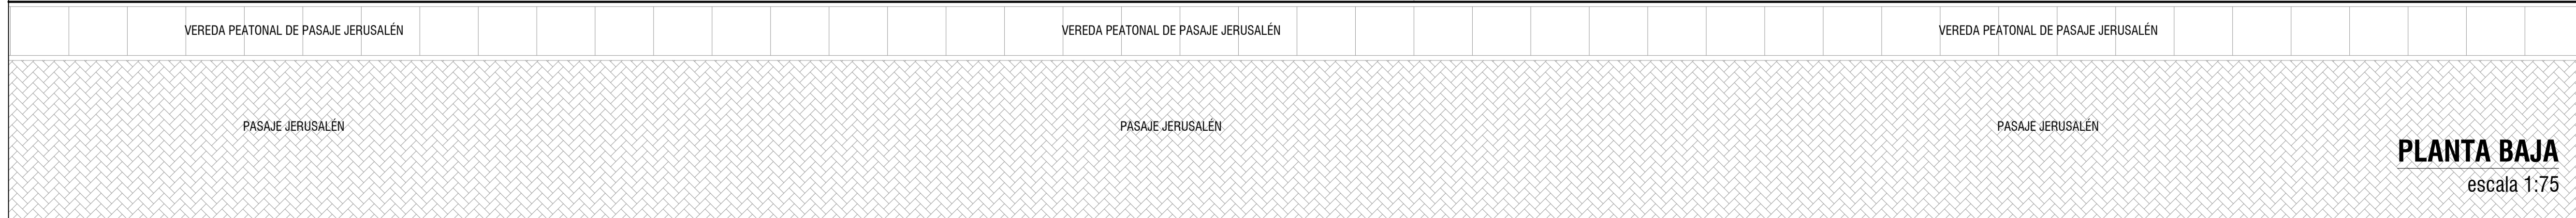 VEREDA PEATONAL DE PASAJE JERUSALÉN
VEREDA PEATONAL DE PASAJE JERUSALÉN
VEREDA PEATONAL DE PASAJE JERUSALÉN
PASAJE JERUSALÉN
PASAJE JERUSALÉN
PASAJE JERUSALÉN
PLANTA BAJA
escala 1:75